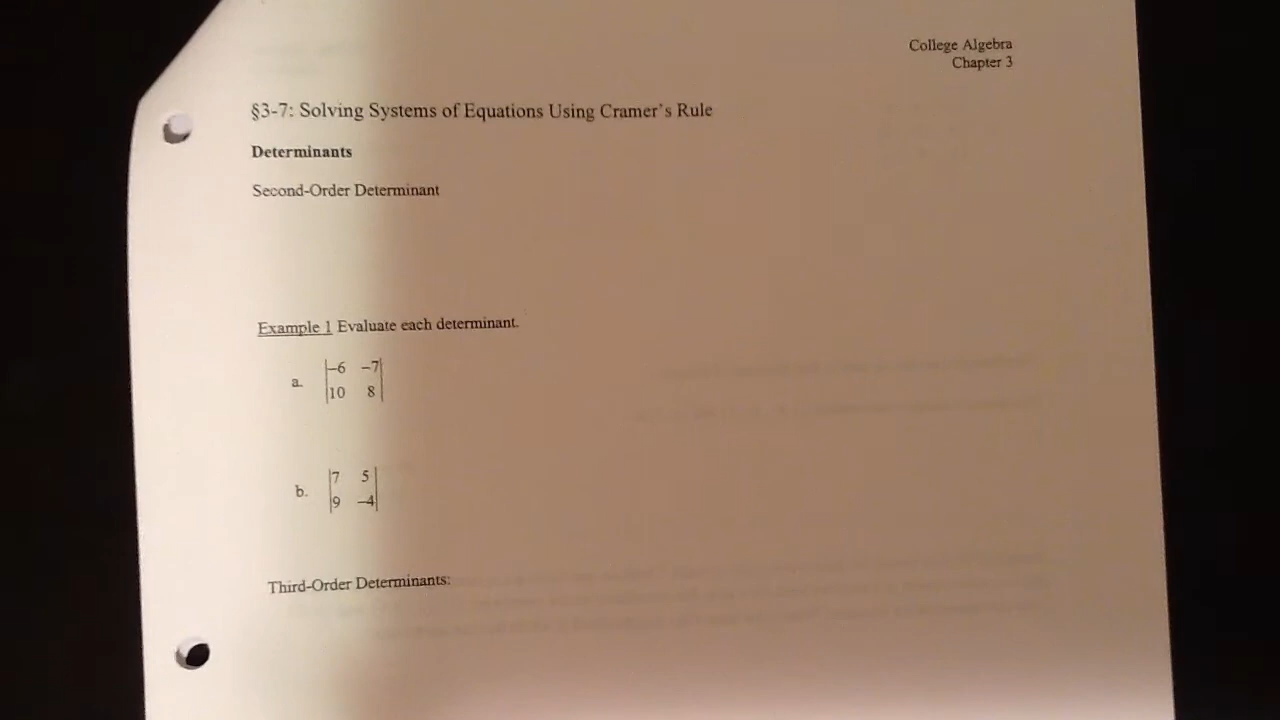 College Algebra
Chapter 3
§3-7: Solving Systems of Equations Using Cramer's Rule
Determinants
Second-Order Determinant
Example 1 Evaluate each determinant.
a. |−6 −7|
|10 8|
b. |7 5|
|9 −4|
Third-Order Determinants: